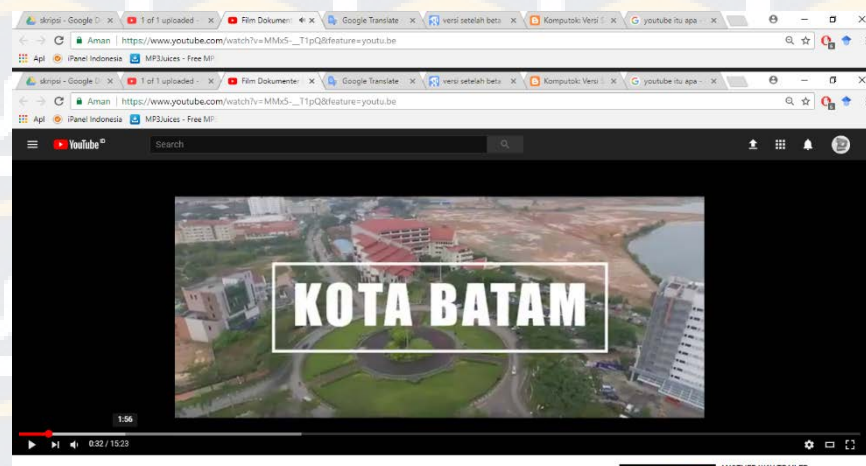 skripsi - Google D
1 of 1 uploaded -
Film Dokument
Google Translate
versi setelah beta
Komputok: Versi
youtube itu apa -
Aman | https://www.youtube.com/watch?v=MMx5-__T1pQ&feature=youtu.be
Apl iPanel Indonesia MP3Juices - Free MP
skripsi - Google D
1 of 1 uploaded -
Film Dokumenter
Google Translate
versi setelah beta
Komputok: Versi
youtube itu apa -
Aman | https://www.youtube.com/watch?v=MMx5-__T1pQ&feature=youtu.be
Apl iPanel Indonesia MP3Juices - Free MP
YouTube ID
Search
KOTA BATAM
1:56
0:32 / 15:23